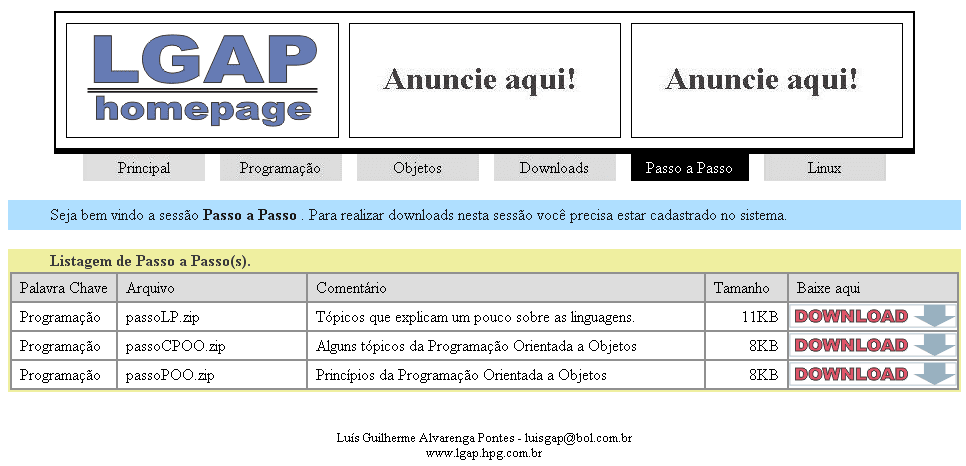 LGAP
homepage
Anuncie aqui!
Anuncie aqui!
Principal Programação Objetos Downloads Passo a Passo Linux
Seja bem vindo a sessão Passo a Passo . Para realizar downloads nesta sessão você precisa estar cadastrado no sistema.
Listagem de Passo a Passo(s).
Palavra Chave Arquivo Comentário Tamanho Baixe aqui
Programação passoLP.zip Tópicos que explicam um pouco sobre as linguagens. 11KB DOWNLOAD
Programação passoCPOO.zip Alguns tópicos da Programação Orientada a Objetos 8KB DOWNLOAD
Programação passoPOO.zip Princípios da Programação Orientada a Objetos 8KB DOWNLOAD
Luís Guilherme Alvarenga Pontes - luisgap@bol.com.br
www.lgap.hpg.com.br